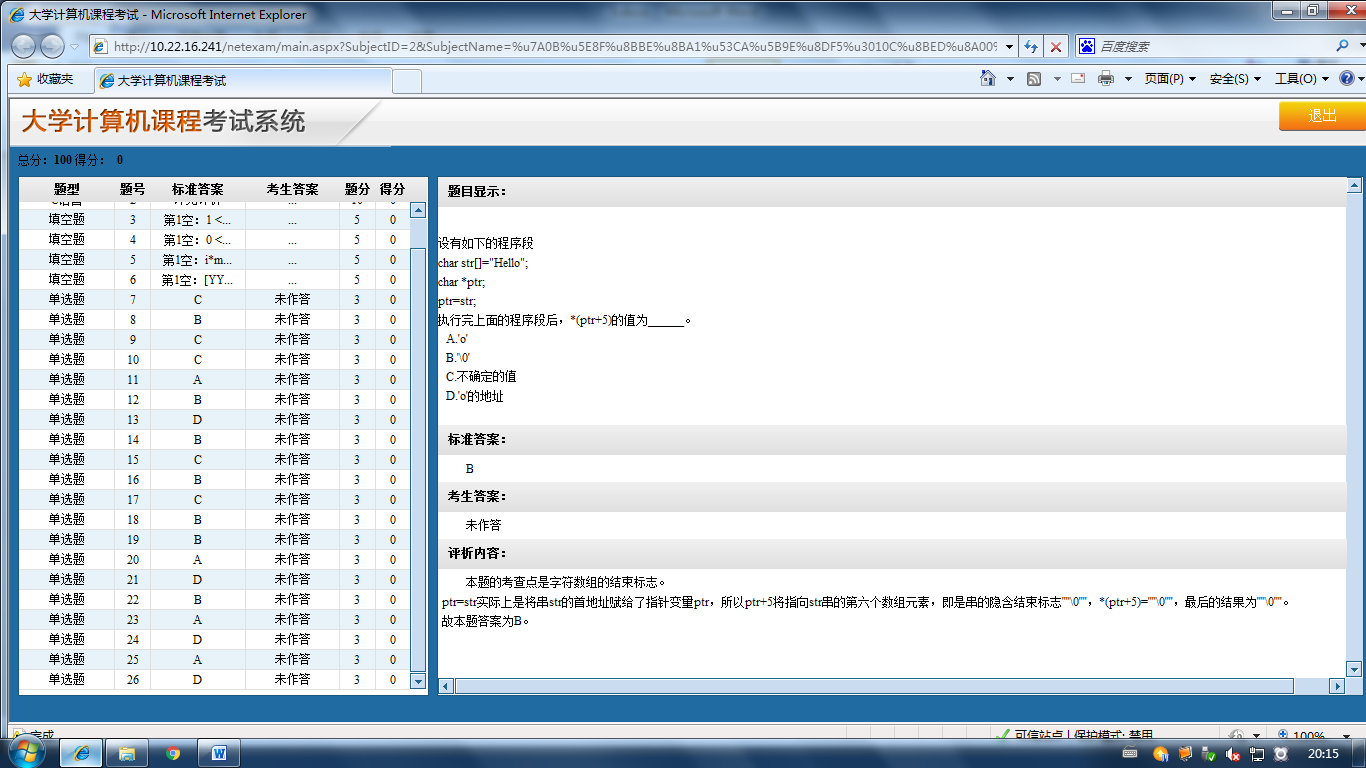 大学计算机课程考试 - Microsoft Internet Explorer
http://10.22.16.241/netexam/main.aspx?SubjectID=2&SubjectName=%u7A0B%u5E8F%u8BBE%u8BA1%u53CA%u5B9E%u8DF5%u3010C%u8BED%u8A00%
百度搜索
收藏夹
大学计算机课程考试
页面(P)
安全(S)
工具(O)
大学计算机课程考试系统
退出
总分：100 得分： 0
题型 题号 标准答案 考生答案 题分 得分
填空题 3 第1空：1 <... ... 5 0
填空题 4 第1空：0 <... ... 5 0
填空题 5 第1空：i*m... ... 5 0
填空题 6 第1空：[YY... ... 5 0
单选题 7 C 未作答 3 0
单选题 8 B 未作答 3 0
单选题 9 C 未作答 3 0
单选题 10 C 未作答 3 0
单选题 11 A 未作答 3 0
单选题 12 B 未作答 3 0
单选题 13 D 未作答 3 0
单选题 14 B 未作答 3 0
单选题 15 C 未作答 3 0
单选题 16 B 未作答 3 0
单选题 17 C 未作答 3 0
单选题 18 B 未作答 3 0
单选题 19 B 未作答 3 0
单选题 20 A 未作答 3 0
单选题 21 D 未作答 3 0
单选题 22 B 未作答 3 0
单选题 23 A 未作答 3 0
单选题 24 D 未作答 3 0
单选题 25 A 未作答 3 0
单选题 26 D 未作答 3 0
题目显示：
设有如下的程序段
char str[]="Hello";
char *ptr;
ptr=str;
执行完上面的程序段后，*(ptr+5)的值为______。
A.'o'
B.'\0'
C.不确定的值
D.'o'的地址
标准答案：
B
考生答案：
未作答
评析内容：
本题的考查点是字符数组的结束标志。
ptr=str实际上是将串str的首地址赋给了指针变量ptr，所以ptr+5将指向str串的第六个数组元素，即是串的隐含结束标志""\0""，*(ptr+5)=""\0""，最后的结果为""\0""。
故本题答案为B。
完成
可信站点 | 保护模式: 禁用
100%
20:15